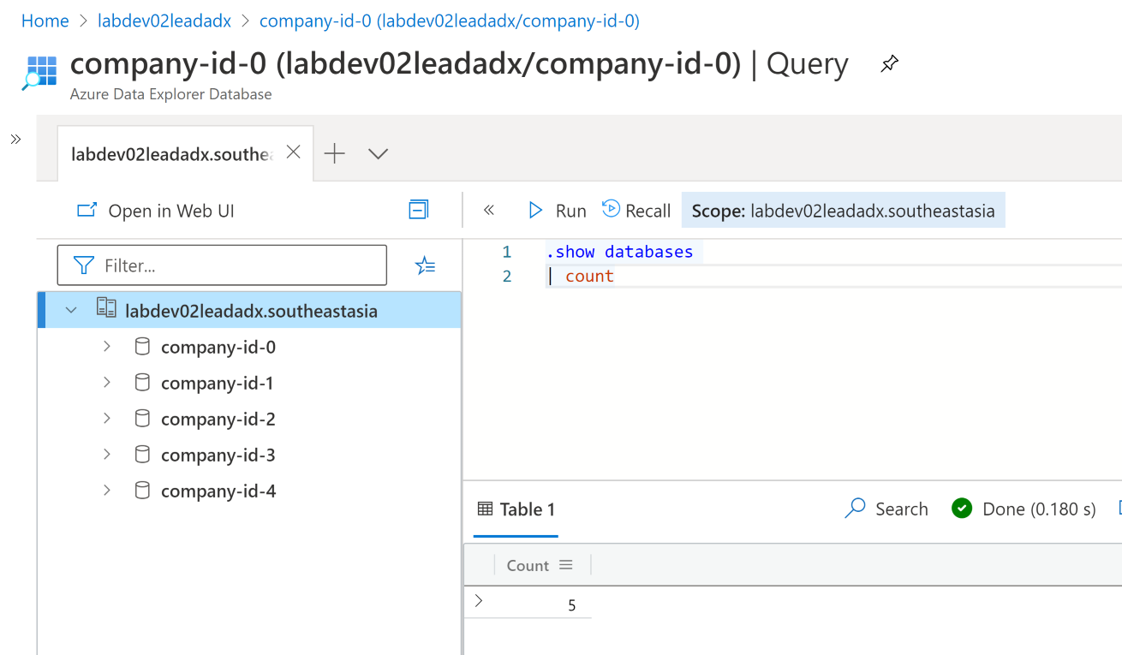 Home > labdev02leadadx > company-id-0 (labdev02leadadx/company-id-0)
company-id-0 (labdev02leadadx/company-id-0) | Query
Azure Data Explorer Database
labdev02leadadx.southea
Open in Web UI
Run Recall Scope: labdev02leadadx.southeastasia
Filter...
labdev02leadadx.southeastasia
company-id-0
company-id-1
company-id-2
company-id-3
company-id-4
1 .show databases
2 | count
Table 1
Search Done (0.180 s)
Count
5